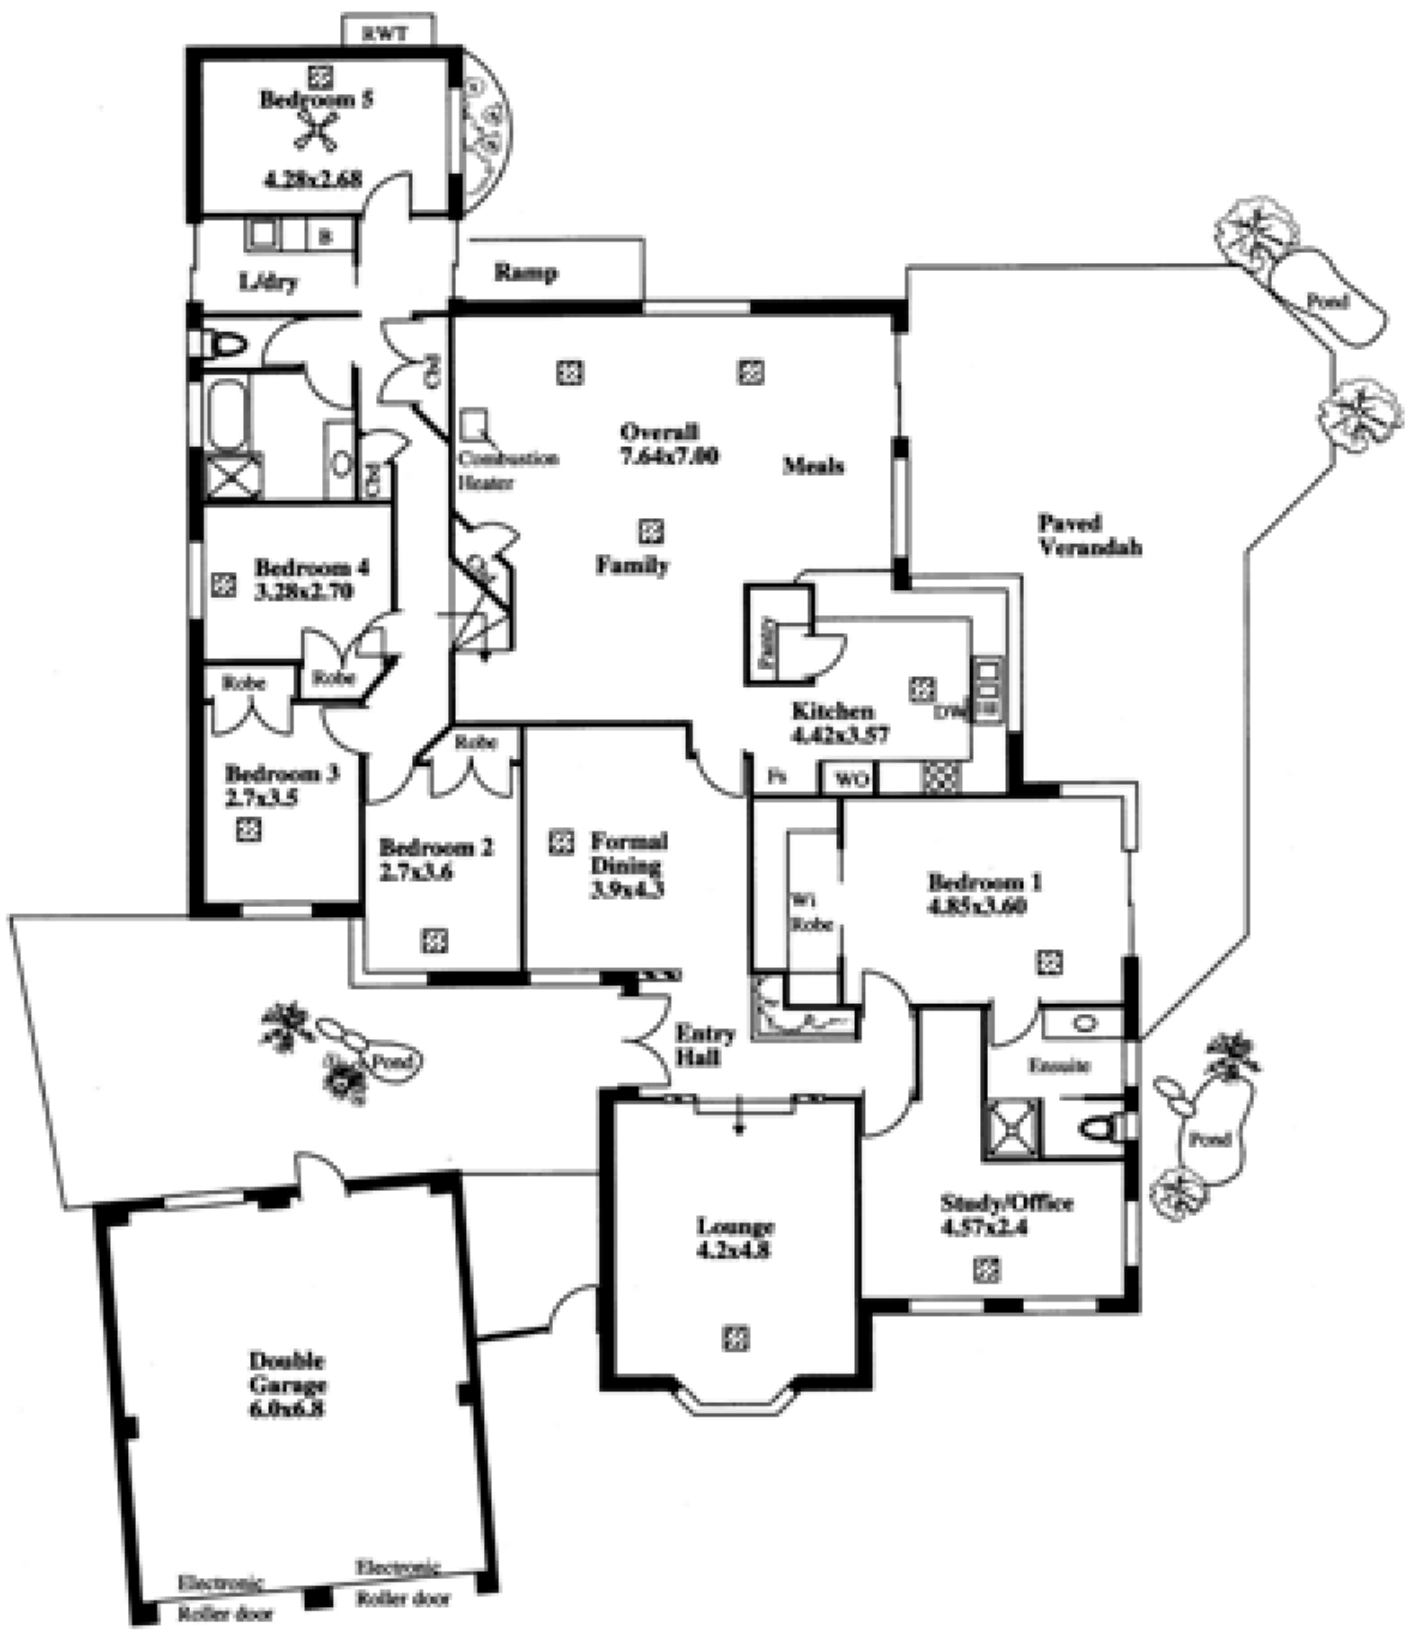 RWT
Bedroom 5
4.28x2.68
B
L/dry
Ramp
Pond
Cbd
Overall
7.64x7.00
Meals
Combustion
Heater
Cbd
Paved
Verandah
Family
Bedroom 4
3.28x2.70
Pantry
Robe
Robe
Kitchen
4.42x3.57
DW
Robe
Bedroom 3
2.7x3.5
Fs
WO
Bedroom 2
2.7x3.6
Formal
Dining
3.9x4.3
Wi
Robe
Bedroom 1
4.85x3.60
Entry
Hall
Pond
Ensuite
Pond
Study/Office
4.57x2.4
Lounge
4.2x4.8
Double
Garage
6.0x6.8
Electronic
Roller door
Electronic
Roller door